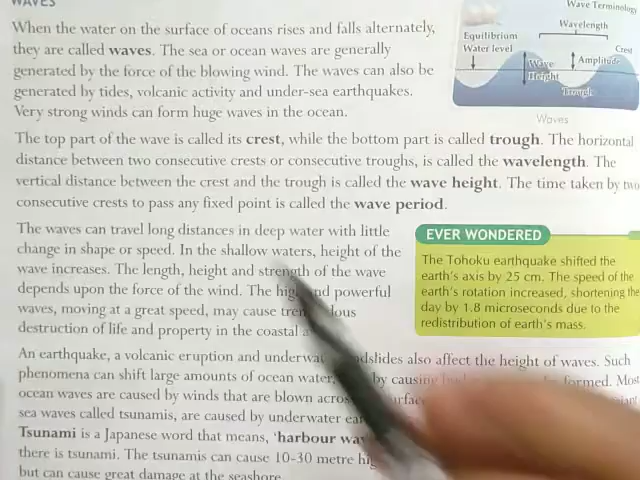 WAVES
When the water on the surface of oceans rises and falls alternately,
they are called waves. The sea or ocean waves are generally
generated by the force of the blowing wind. The waves can also be
generated by tides, volcanic activity and under-sea earthquakes.
Very strong winds can form huge waves in the ocean.
Wave Terminology
Wavelength
Equilibrium
Water level
Crest
Wave
Height
Amplitude
Trough
Waves
The top part of the wave is called its crest, while the bottom part is called trough. The horizontal
distance between two consecutive crests or consecutive troughs, is called the wavelength. The
vertical distance between the crest and the trough is called the wave height. The time taken by two
consecutive crests to pass any fixed point is called the wave period.
The waves can travel long distances in deep water with little
change in shape or speed. In the shallow waters, height of the
wave increases. The length, height and strength of the wave
depends upon the force of the wind. The and powerful
waves, moving at a great speed, may cause
destruction of life and property in the coastal
EVER WONDERED
The Tohoku earthquake shifted the
earth's axis by 25 cm. The speed of the
earth's rotation increased, shortening the
day by 1.8 microseconds due to the
redistribution of earth's mass.
An earthquake, a volcanic eruption and also affect the height of waves. Such
phenomena can shift large amounts of ocean water, by causing formed. Most
ocean waves are caused by winds that are blown
sea waves called tsunamis, are caused by underwater
Tsunami is a Japanese word that means, 'harbour
there is tsunami. The tsunamis can cause 10-30 metre
but can cause great damage at the seashore.